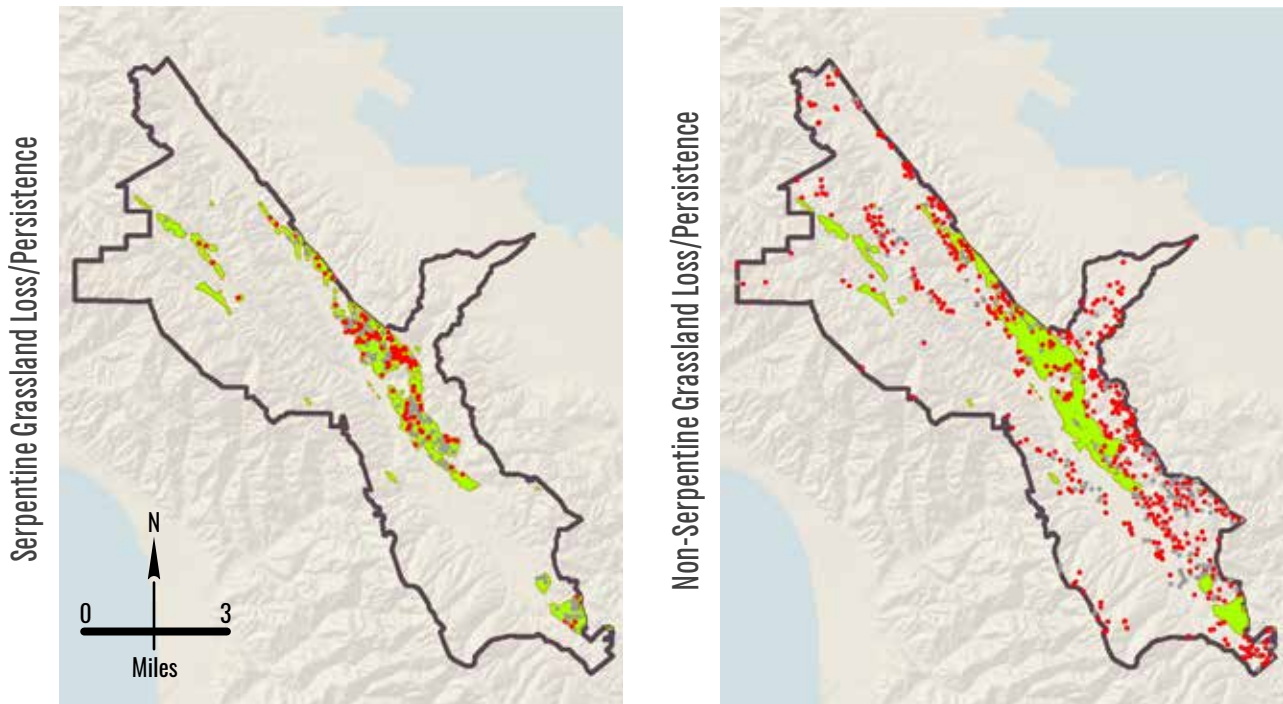 Serpentine Grassland Loss/Persistence
N
0 3
Miles
Non-Serpentine Grassland Loss/Persistence